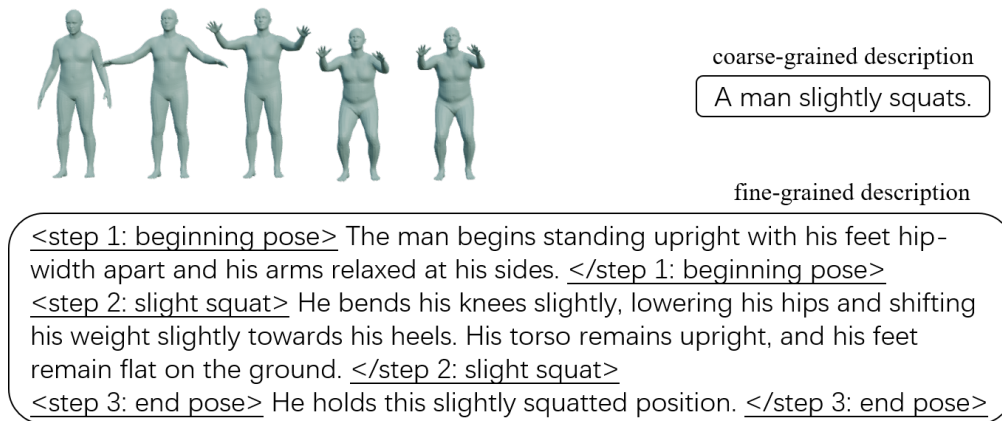 coarse-grained description
A man slightly squats.
fine-grained description
<step 1: beginning pose> The man begins standing upright with his feet hip-
width apart and his arms relaxed at his sides. </step 1: beginning pose>
<step 2: slight squat> He bends his knees slightly, lowering his hips and shifting
his weight slightly towards his heels. His torso remains upright, and his feet
remain flat on the ground. </step 2: slight squat>
<step 3: end pose> He holds this slightly squatted position. </step 3: end pose>